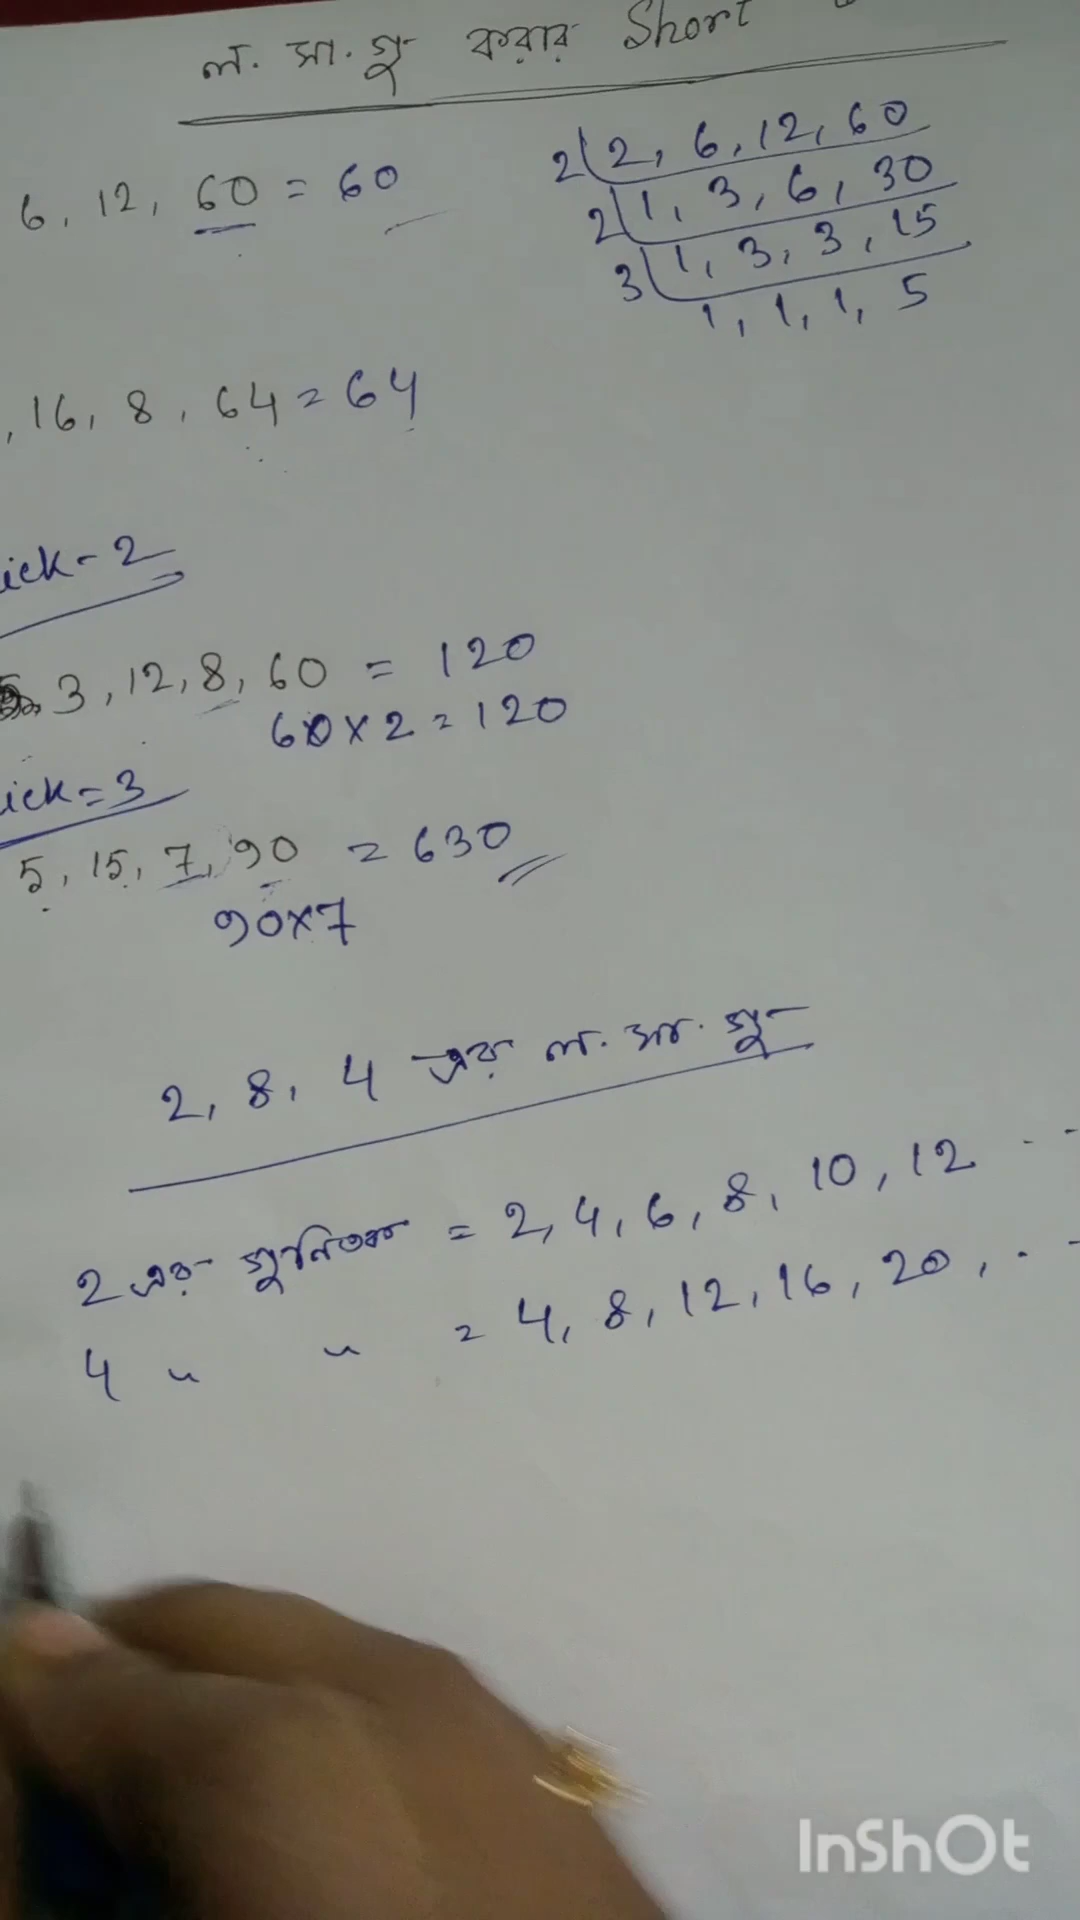 ল. সা. গু করার Short
6, 12, 60 = 60
2 2, 6, 12, 60
2 1, 3, 6, 30
3 1, 3, 3, 15
1, 1, 1, 5
, 16, 8, 64 = 64
ick - 2
3, 12, 8, 60 = 120
60 x 2 = 120
ick = 3
5, 15, 7, 90 = 630
90x7
2, 8, 4 এর ল. সা. গু
2 এর গুনিতক = 2, 4, 6, 8, 10, 12 ..
4 " " = 4, 8, 12, 16, 20, ..
InShOt